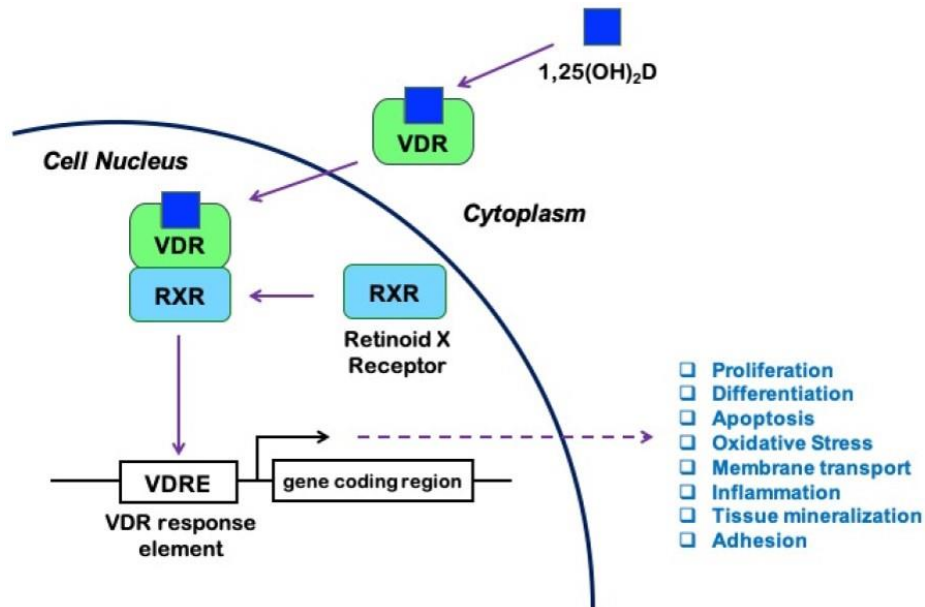 1,25(OH)₂D
VDR
Cell Nucleus
Cytoplasm
VDR
RXR
RXR
Retinoid X
Receptor
VDRE
gene coding region
VDR response
element
Proliferation
Differentiation
Apoptosis
Oxidative Stress
Membrane transport
Inflammation
Tissue mineralization
Adhesion